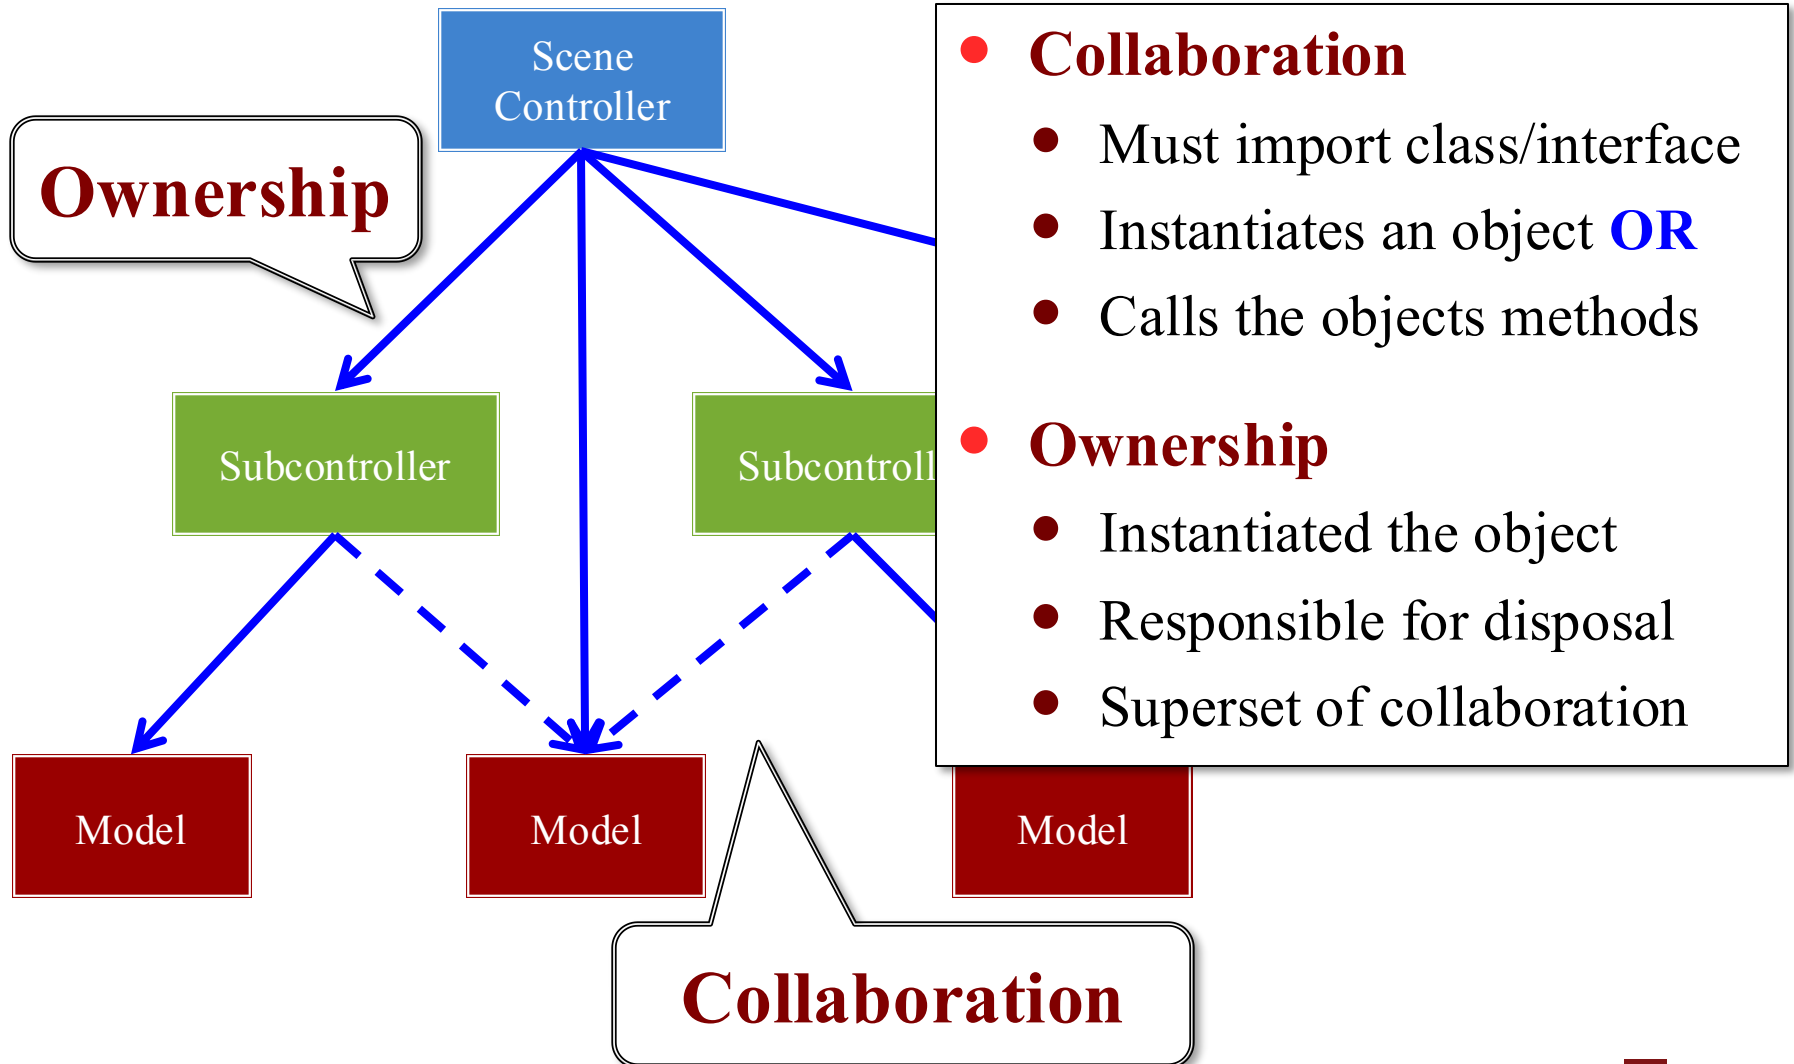 Scene
Controller
Ownership
Subcontroller
Subcontroll
Model
Model
Model
Collaboration
Collaboration
Must import class/interface
Instantiates an object OR
Calls the objects methods
Ownership
Instantiated the object
Responsible for disposal
Superset of collaboration